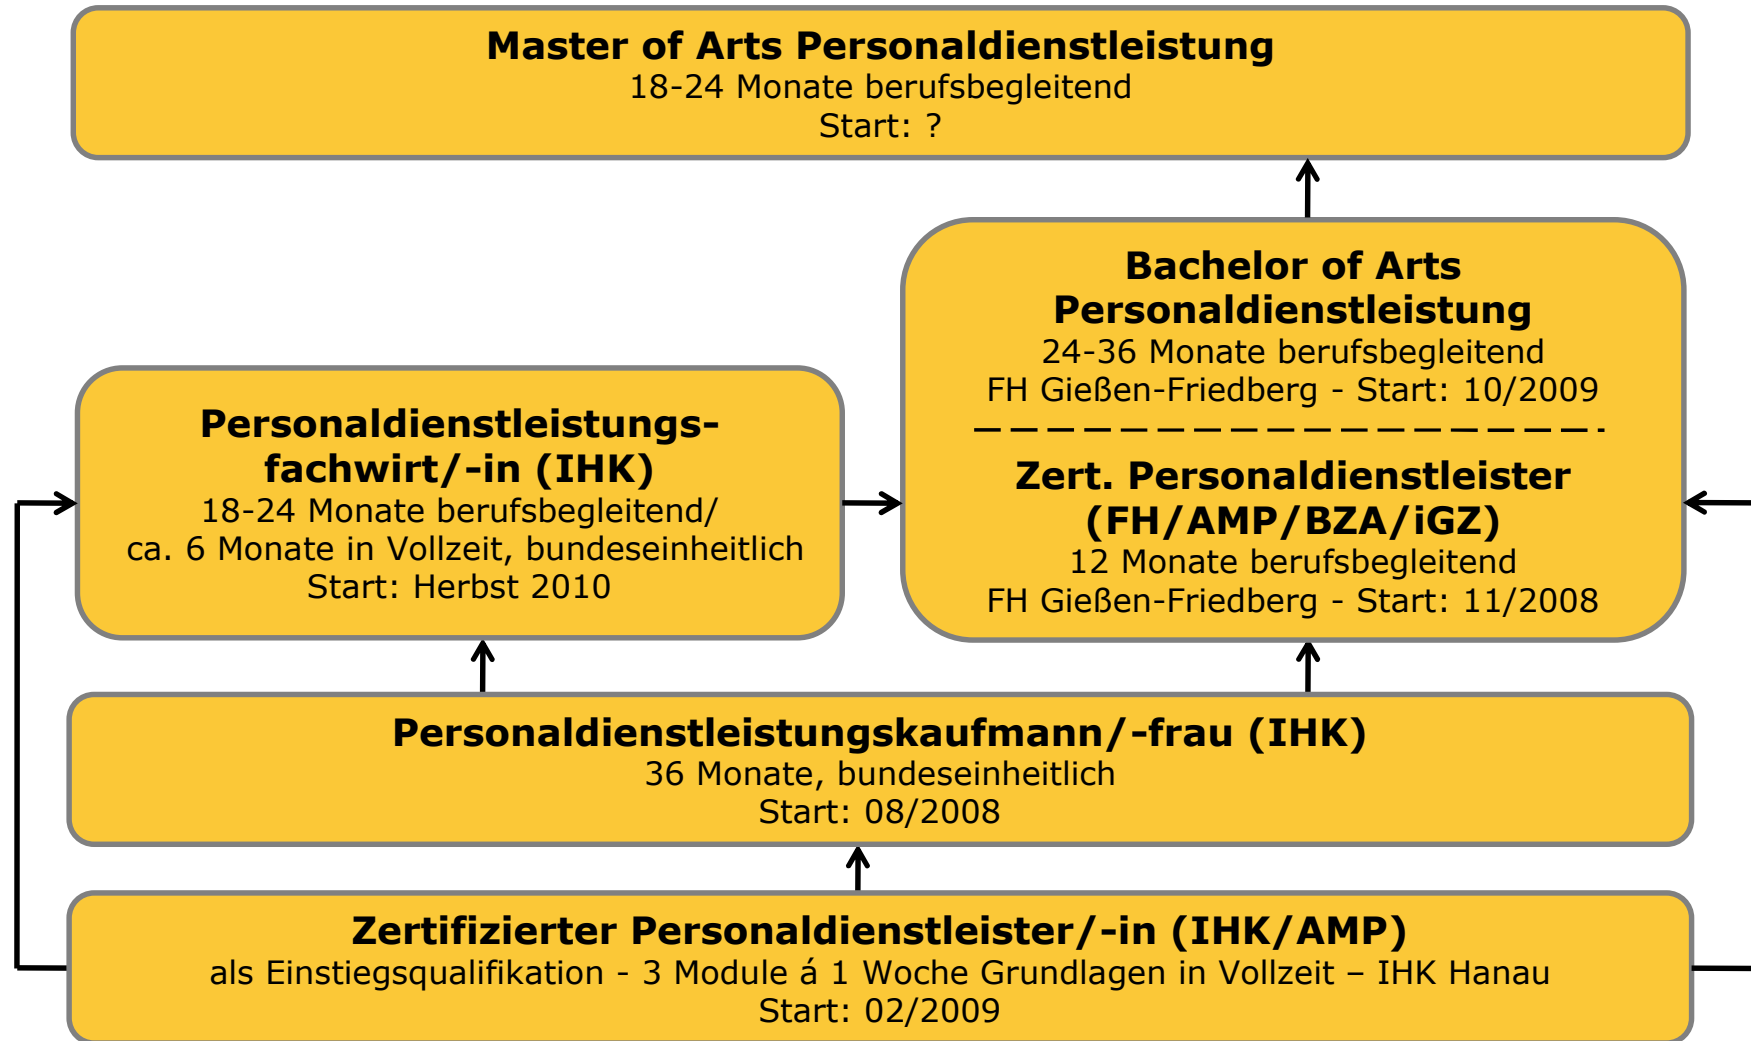 Master of Arts Personaldienstleistung
18-24 Monate berufsbegleitend
Start: ?
Bachelor of Arts
Personaldienstleistung
24-36 Monate berufsbegleitend
FH Gießen-Friedberg - Start: 10/2009
Zert. Personaldienstleister
(FH/AMP/BZA/iGZ)
12 Monate berufsbegleitend
FH Gießen-Friedberg - Start: 11/2008
Personaldienstleistungs-
fachwirt/-in (IHK)
18-24 Monate berufsbegleitend/
ca. 6 Monate in Vollzeit, bundeseinheitlich
Start: Herbst 2010
Personaldienstleistungskaufmann/-frau (IHK)
36 Monate, bundeseinheitlich
Start: 08/2008
Zertifizierter Personaldienstleister/-in (IHK/AMP)
als Einstiegsqualifikation - 3 Module á 1 Woche Grundlagen in Vollzeit – IHK Hanau
Start: 02/2009